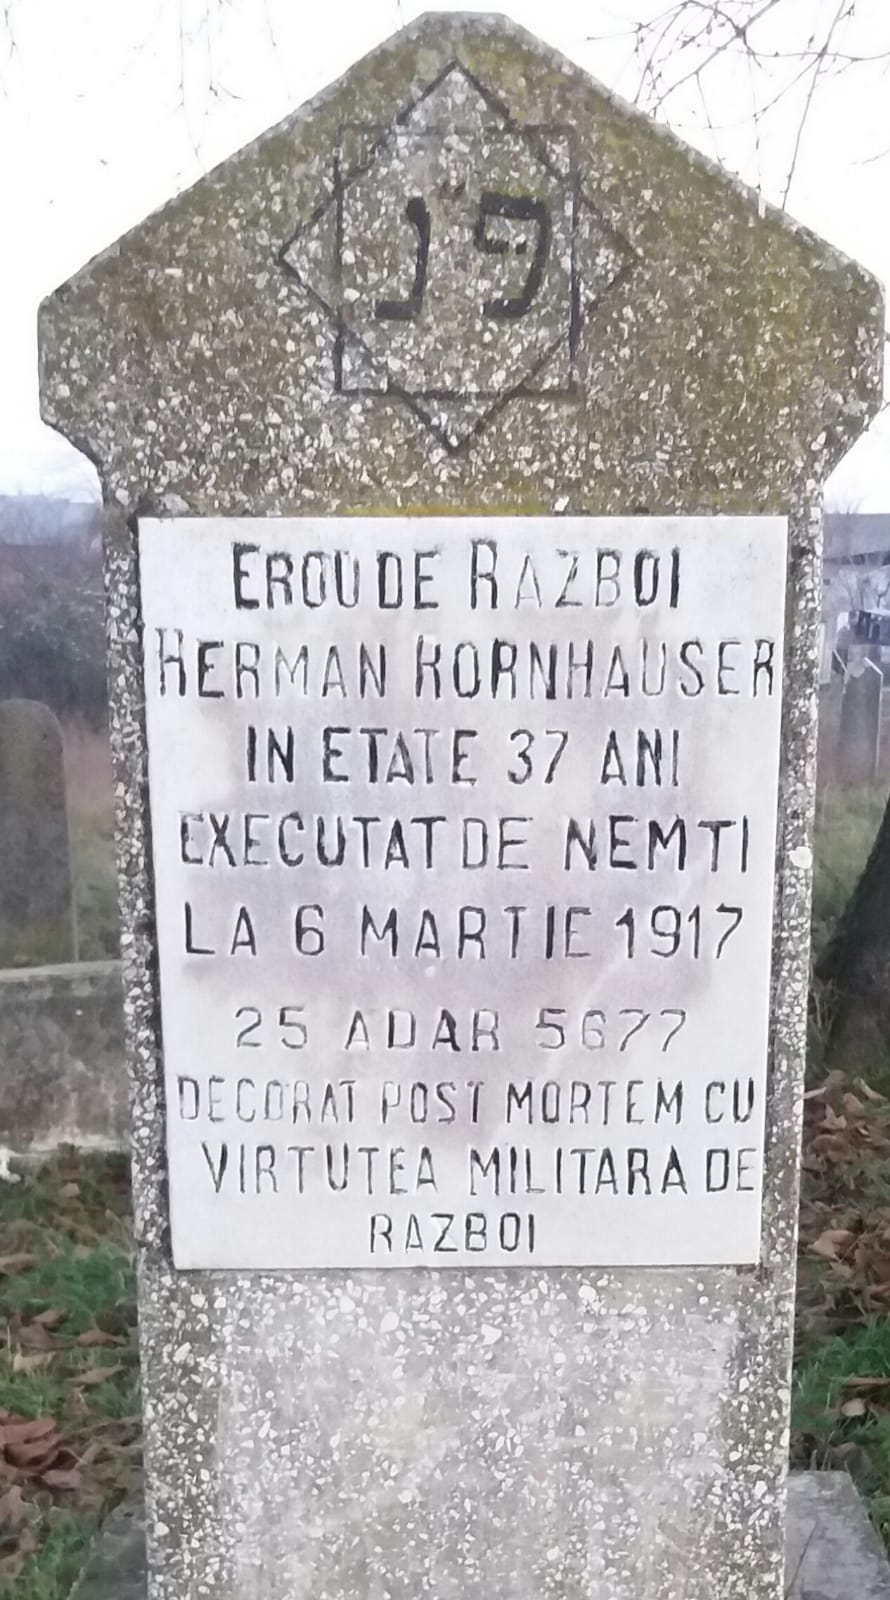 פ"נ
EROU DE RAZBOI
HERMAN KORNHAUSER
IN ETATE 37 ANI
EXECUTAT DE NEMTI
LA 6 MARTIE 1917
25 ADAR 5677
DECORAT POST MORTEM CU
VIRTUTEA MILITARA DE
RAZBOI